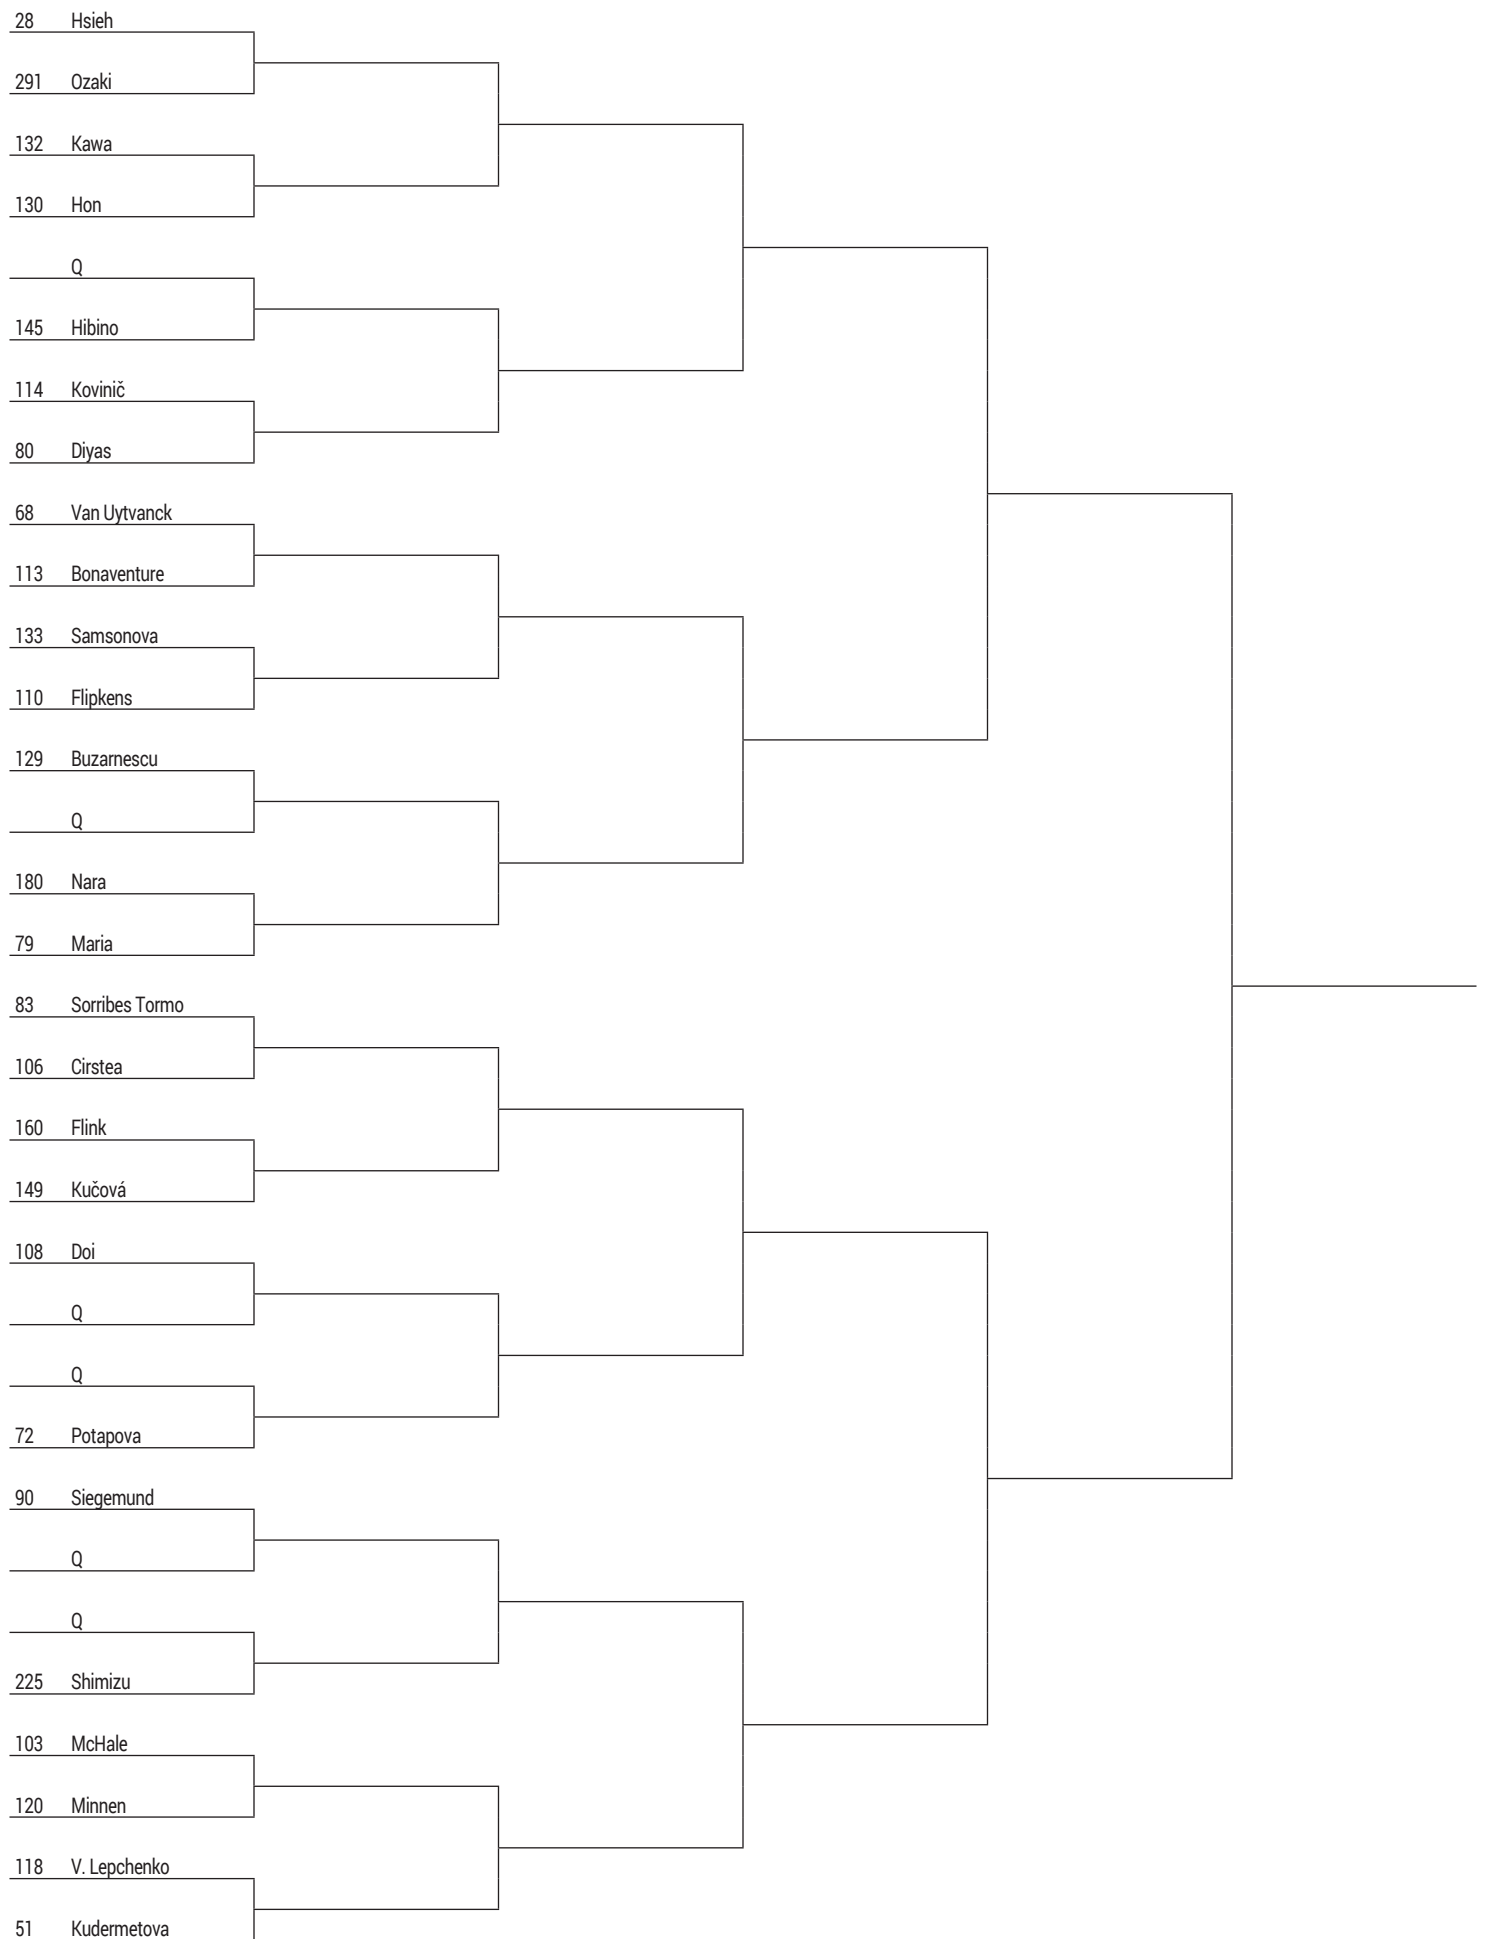 28 Hsieh
291 Ozaki
132 Kawa
130 Hon
Q
145 Hibino
114 Kovinič
80 Diyas
68 Van Uytvanck
113 Bonaventure
133 Samsonova
110 Flipkens
129 Buzarnescu
Q
180 Nara
79 Maria
83 Sorribes Tormo
106 Cirstea
160 Flink
149 Kučová
108 Doi
Q
Q
72 Potapova
90 Siegemund
Q
Q
225 Shimizu
103 McHale
120 Minnen
118 V. Lepchenko
51 Kudermetova